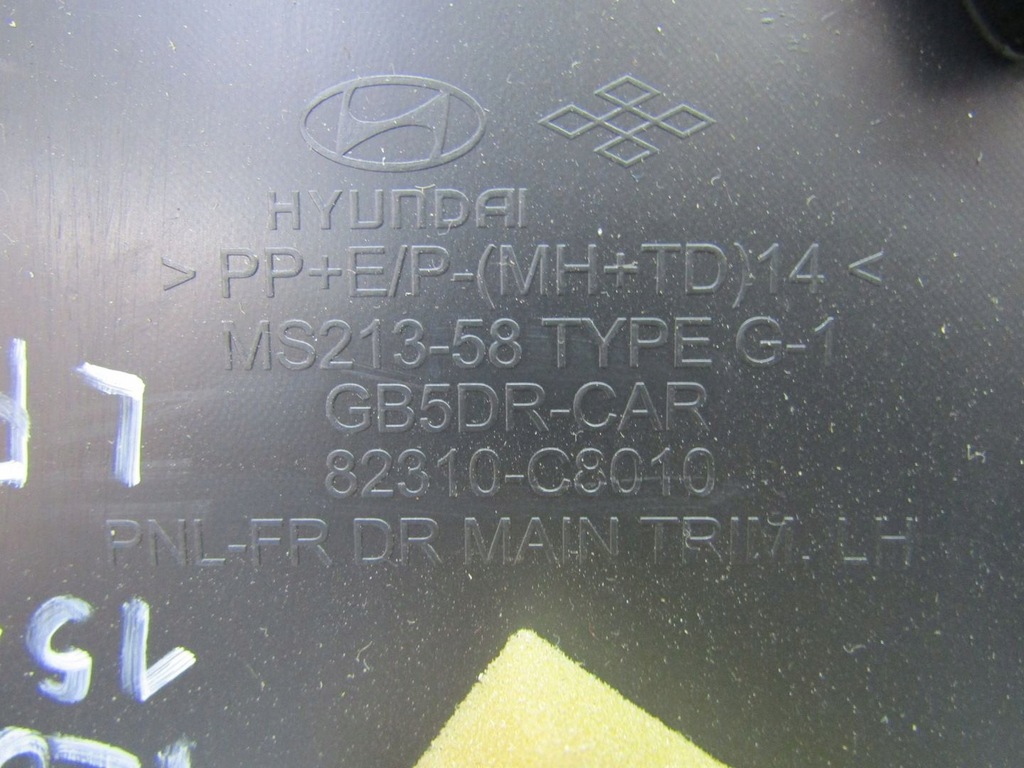 HYUNDAI
> PP+E/P-(MH+TD)14 <
MS213-58 TYPE G-1
GB5DR-CAR
82310-C8010
PNL-FR DR MAIN TRIM. LH